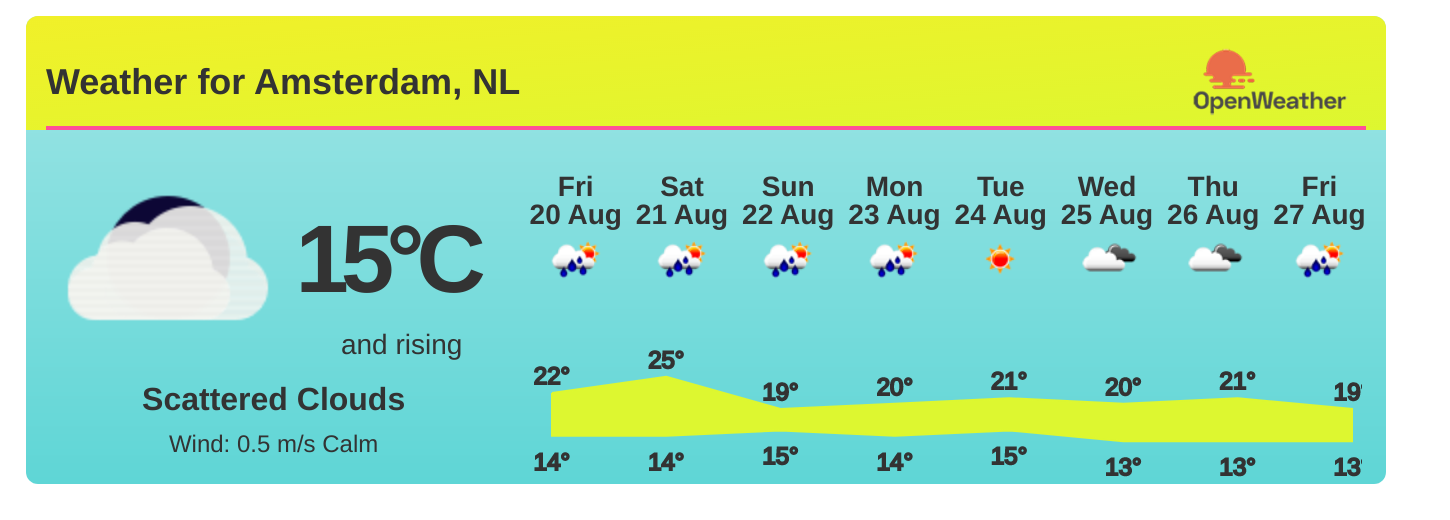 Weather for Amsterdam, NL
OpenWeather
15°C
and rising
Scattered Clouds
Wind: 0.5 m/s Calm
Fri Sat Sun Mon Tue Wed Thu Fri
20 Aug 21 Aug 22 Aug 23 Aug 24 Aug 25 Aug 26 Aug 27 Aug
22° 25° 19° 20° 21° 20° 21° 19
14° 14° 15° 14° 15° 13° 13° 13